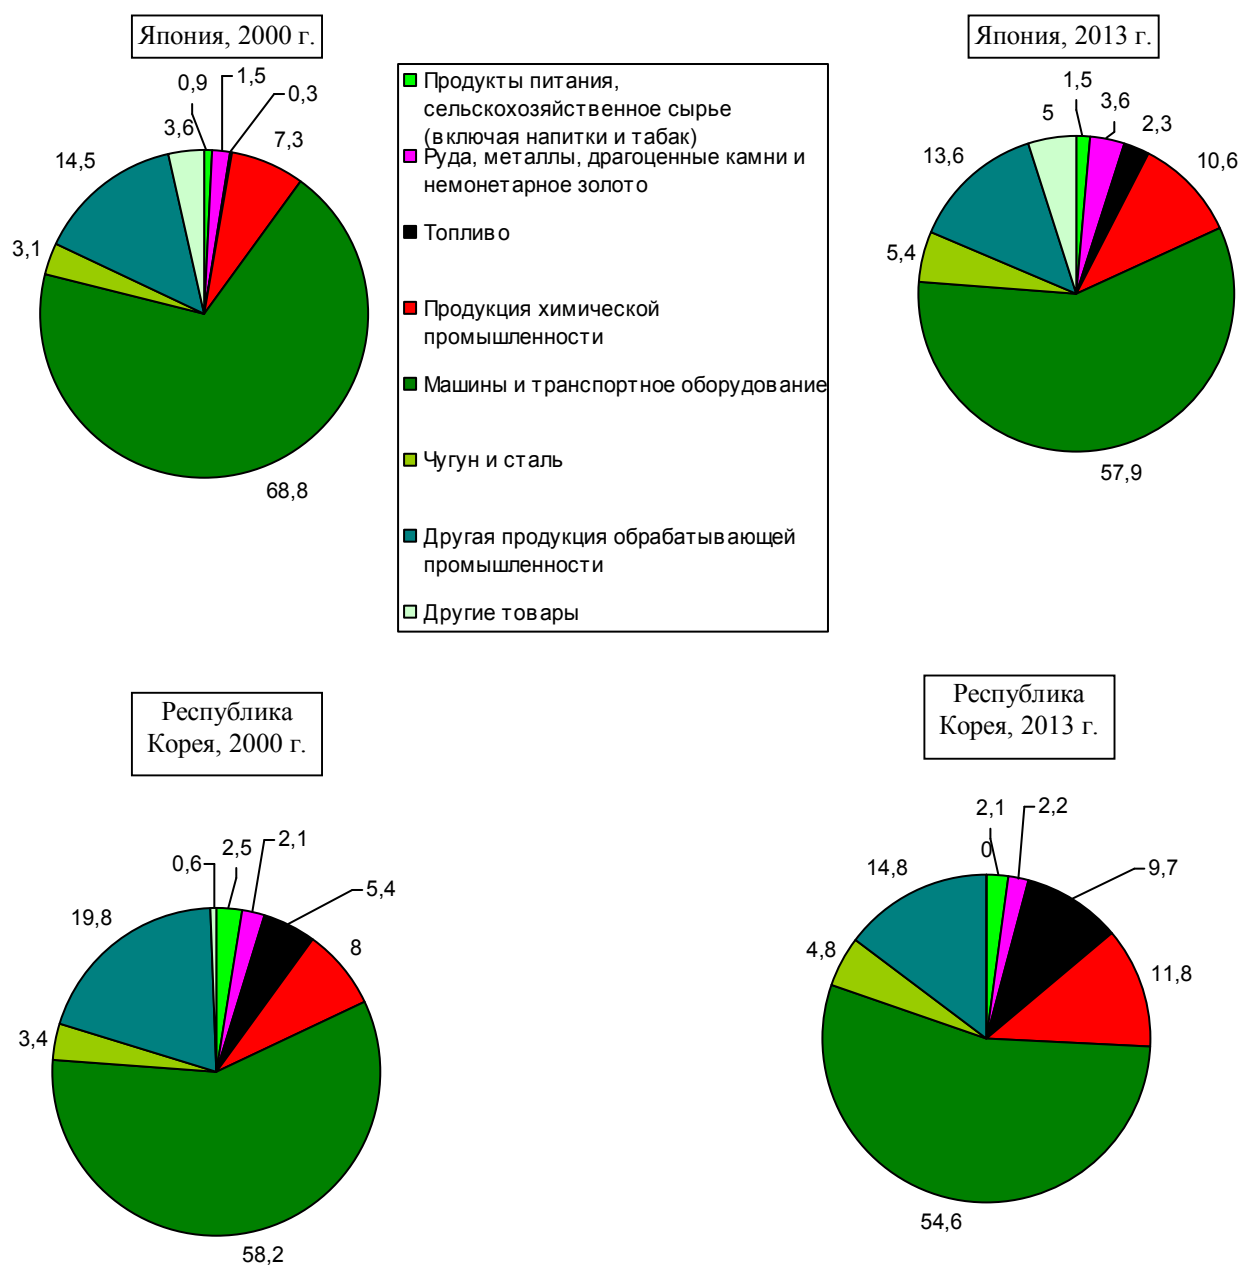 Япония, 2000 г.
0,9
1,5
0,3
3,6
7,3
14,5
3,1
68,8
Продукты питания,
сельскохозяйственное сырье
(включая напитки и табак)
Руда, металлы, драгоценные камни и
немонетарное золото
Топливо
Продукция химической
промышленности
Машины и транспортное оборудование
Чугун и сталь
Другая продукция обрабатывающей
промышленности
Другие товары
Япония, 2013 г.
1,5
3,6
2,3
5
10,6
13,6
5,4
57,9
Республика
Корея, 2000 г.
0,6
2,5
2,1
5,4
8
19,8
3,4
58,2
Республика
Корея, 2013 г.
2,1
2,2
0
9,7
14,8
4,8
11,8
54,6